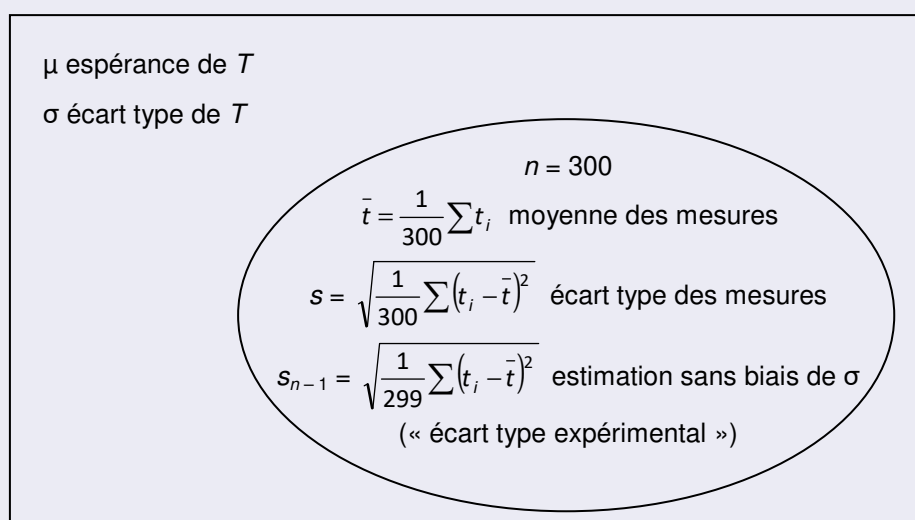 μ espérance de T
σ écart type de T
n = 300
t̄ = 1/300 ∑ t_i moyenne des mesures
s = √(1/300 ∑(t_i − t̄)²) écart type des mesures
s_{n − 1} = √(1/299 ∑(t_i − t̄)²) estimation sans biais de σ
(« écart type expérimental »)